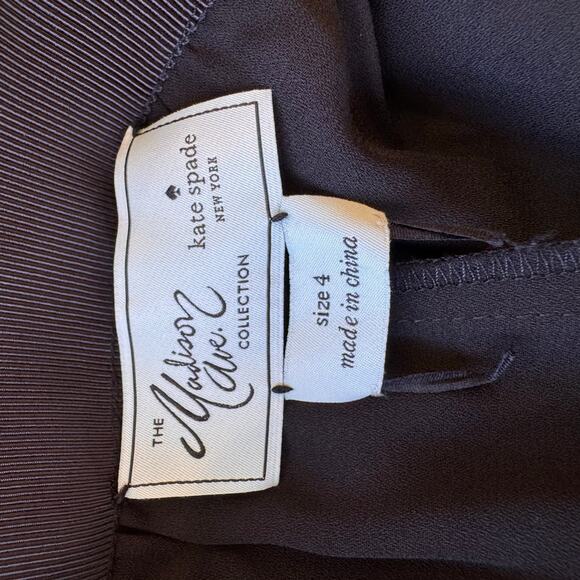 THE
Madison
Ave.
COLLECTION
kate spade
NEW YORK
size 4
made in china